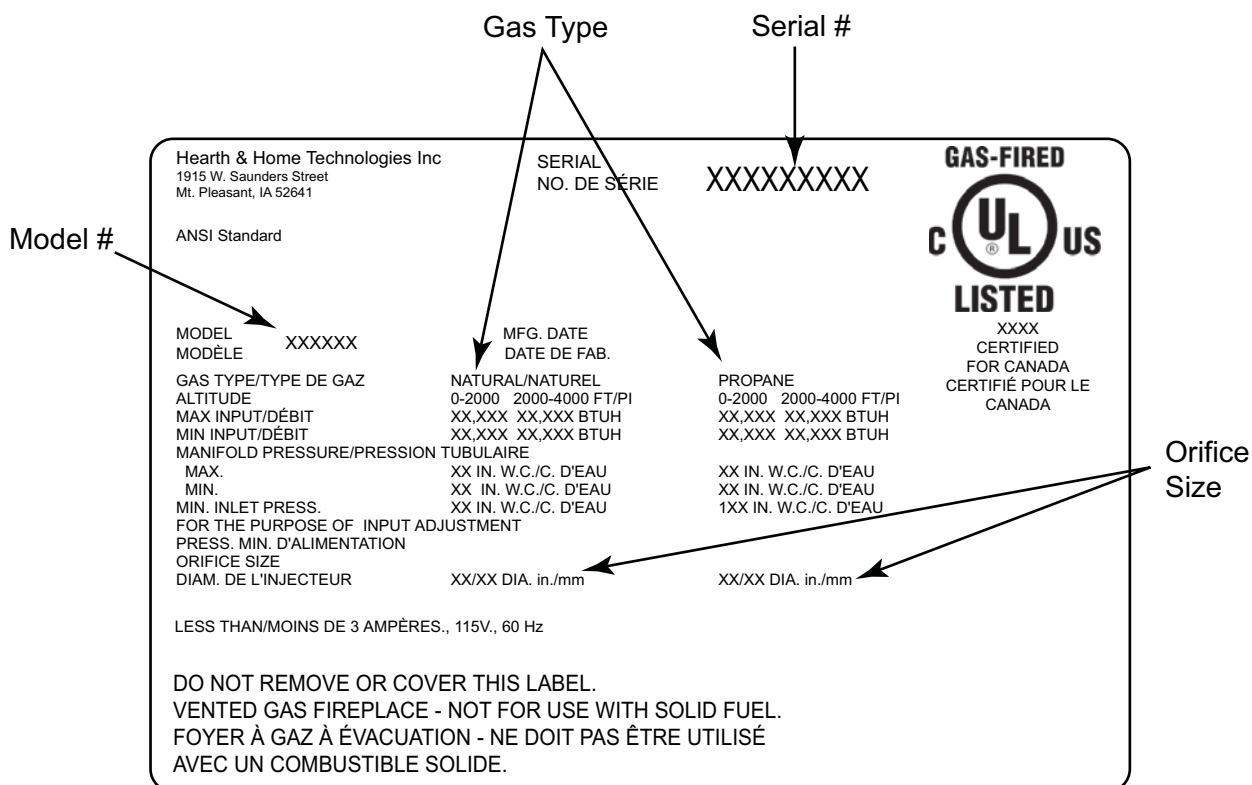 Gas Type
Serial #
Hearth & Home Technologies Inc
1915 W. Saunders Street
Mt. Pleasant, IA 52641
SERIAL
NO. DE SÉRIE
XXXXXXXXX
GAS-FIRED
C UL ® US
LISTED
ANSI Standard
Model #
XXXX
CERTIFIED
FOR CANADA
CERTIFIÉ POUR LE
CANADA
MODEL
MODÈLE
XXXXXX
MFG. DATE
DATE DE FAB.
GAS TYPE/TYPE DE GAZ NATURAL/NATUREL PROPANE
ALTITUDE 0-2000 2000-4000 FT/PI 0-2000 2000-4000 FT/PI
MAX INPUT/DÉBIT XX,XXX XX,XXX BTUH XX,XXX XX,XXX BTUH
MIN INPUT/DÉBIT XX,XXX XX,XXX BTUH XX,XXX XX,XXX BTUH
MANIFOLD PRESSURE/PRESSION TUBULAIRE
MAX. XX IN. W.C./C. D'EAU XX IN. W.C./C. D'EAU
MIN. XX IN. W.C./C. D'EAU XX IN. W.C./C. D'EAU
MIN. INLET PRESS. XX IN. W.C./C. D'EAU 1XX IN. W.C./C. D'EAU
FOR THE PURPOSE OF INPUT ADJUSTMENT
PRESS. MIN. D'ALIMENTATION
ORIFICE SIZE
DIAM. DE L'INJECTEUR XX/XX DIA. in./mm XX/XX DIA. in./mm
Orifice
Size
LESS THAN/MOINS DE 3 AMPÈRES., 115V., 60 Hz
DO NOT REMOVE OR COVER THIS LABEL.
VENTED GAS FIREPLACE - NOT FOR USE WITH SOLID FUEL.
FOYER À GAZ À ÉVACUATION - NE DOIT PAS ÊTRE UTILISÉ
AVEC UN COMBUSTIBLE SOLIDE.